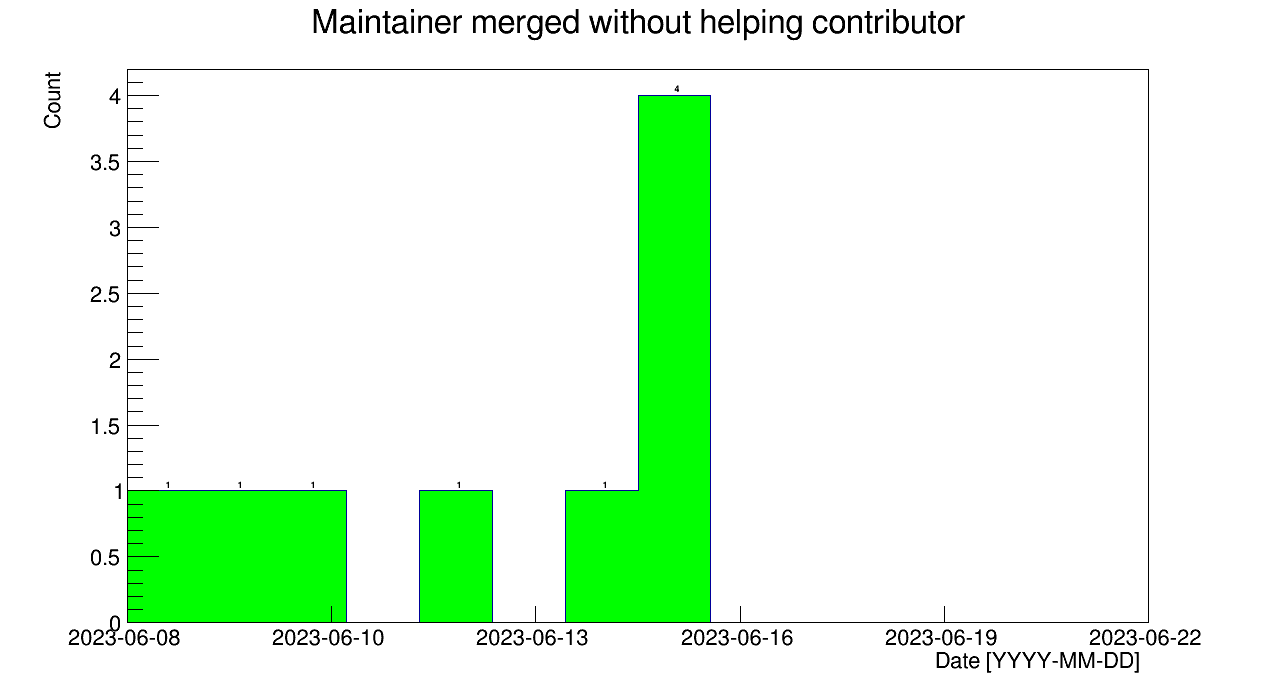 Maintainer merged without helping contributor
Count
4
3.5
3
2.5
2
1.5
1
0.5
0
1 1 1 1 1 4
2023-06-08 2023-06-10 2023-06-13 2023-06-16 2023-06-19 2023-06-22
Date [YYYY-MM-DD]